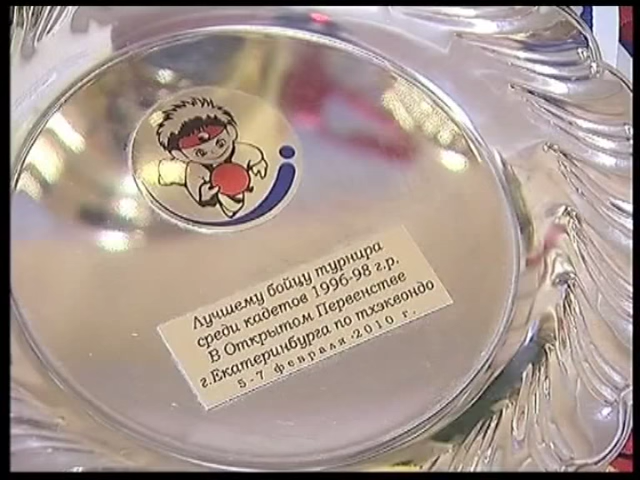 Лучшему бойцу турнира
среди кадетов 1996-98 г.р.
В Открытом Первенстве
г.Екатеринбурга по тхэквондо
5-7 февраля.2010 г.